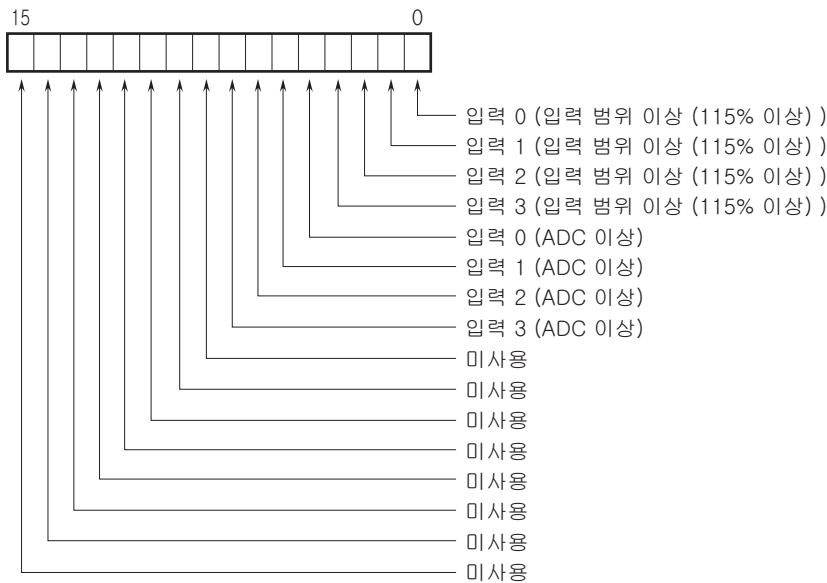 15 0
입력 0 (입력 범위 이상 (115% 이상) )
입력 1 (입력 범위 이상 (115% 이상) )
입력 2 (입력 범위 이상 (115% 이상) )
입력 3 (입력 범위 이상 (115% 이상) )
입력 0 (ADC 이상)
입력 1 (ADC 이상)
입력 2 (ADC 이상)
입력 3 (ADC 이상)
미사용
미사용
미사용
미사용
미사용
미사용
미사용
미사용